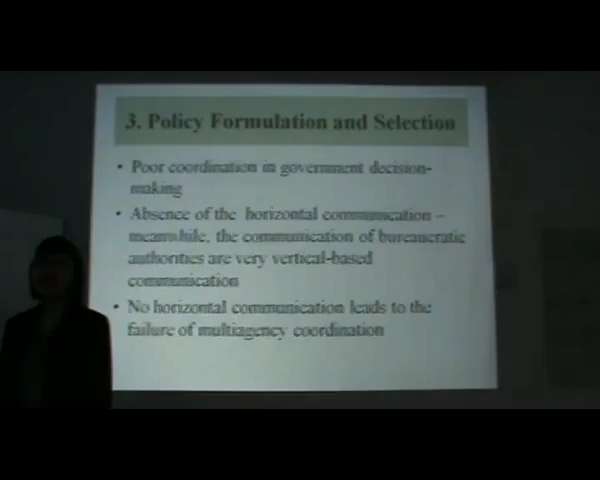 3. Policy Formulation and Selection
• Poor coordination in government decision-
making
• Absence of the horizontal communication –
meanwhile, the communication of bureaucratic
authorities are very vertical-based
communication
• No horizontal communication leads to the
failure of multiagency coordination